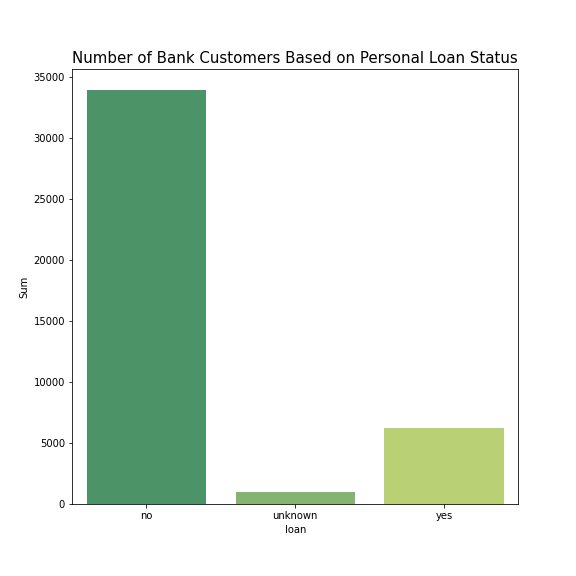 Number of Bank Customers Based on Personal Loan Status
35000
30000
25000
20000
15000
10000
5000
0
Sum
no
unknown
yes
loan